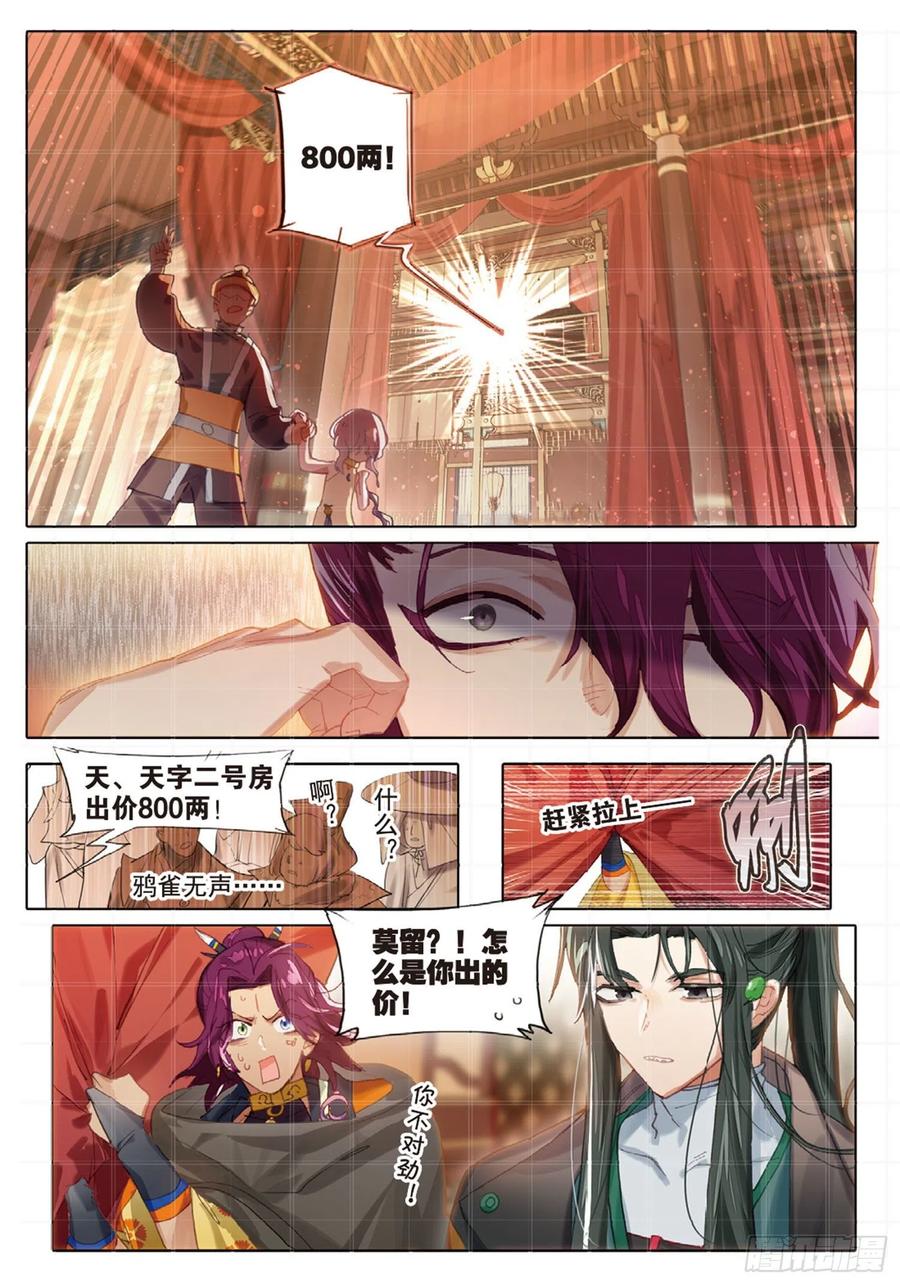 800两！
天、天字二号房
出价800两！
啊？
什么？
鸦雀无声……
赶紧拉上——
唰
莫留？！怎
么是你出的
价！
你不对劲！
腾讯动漫